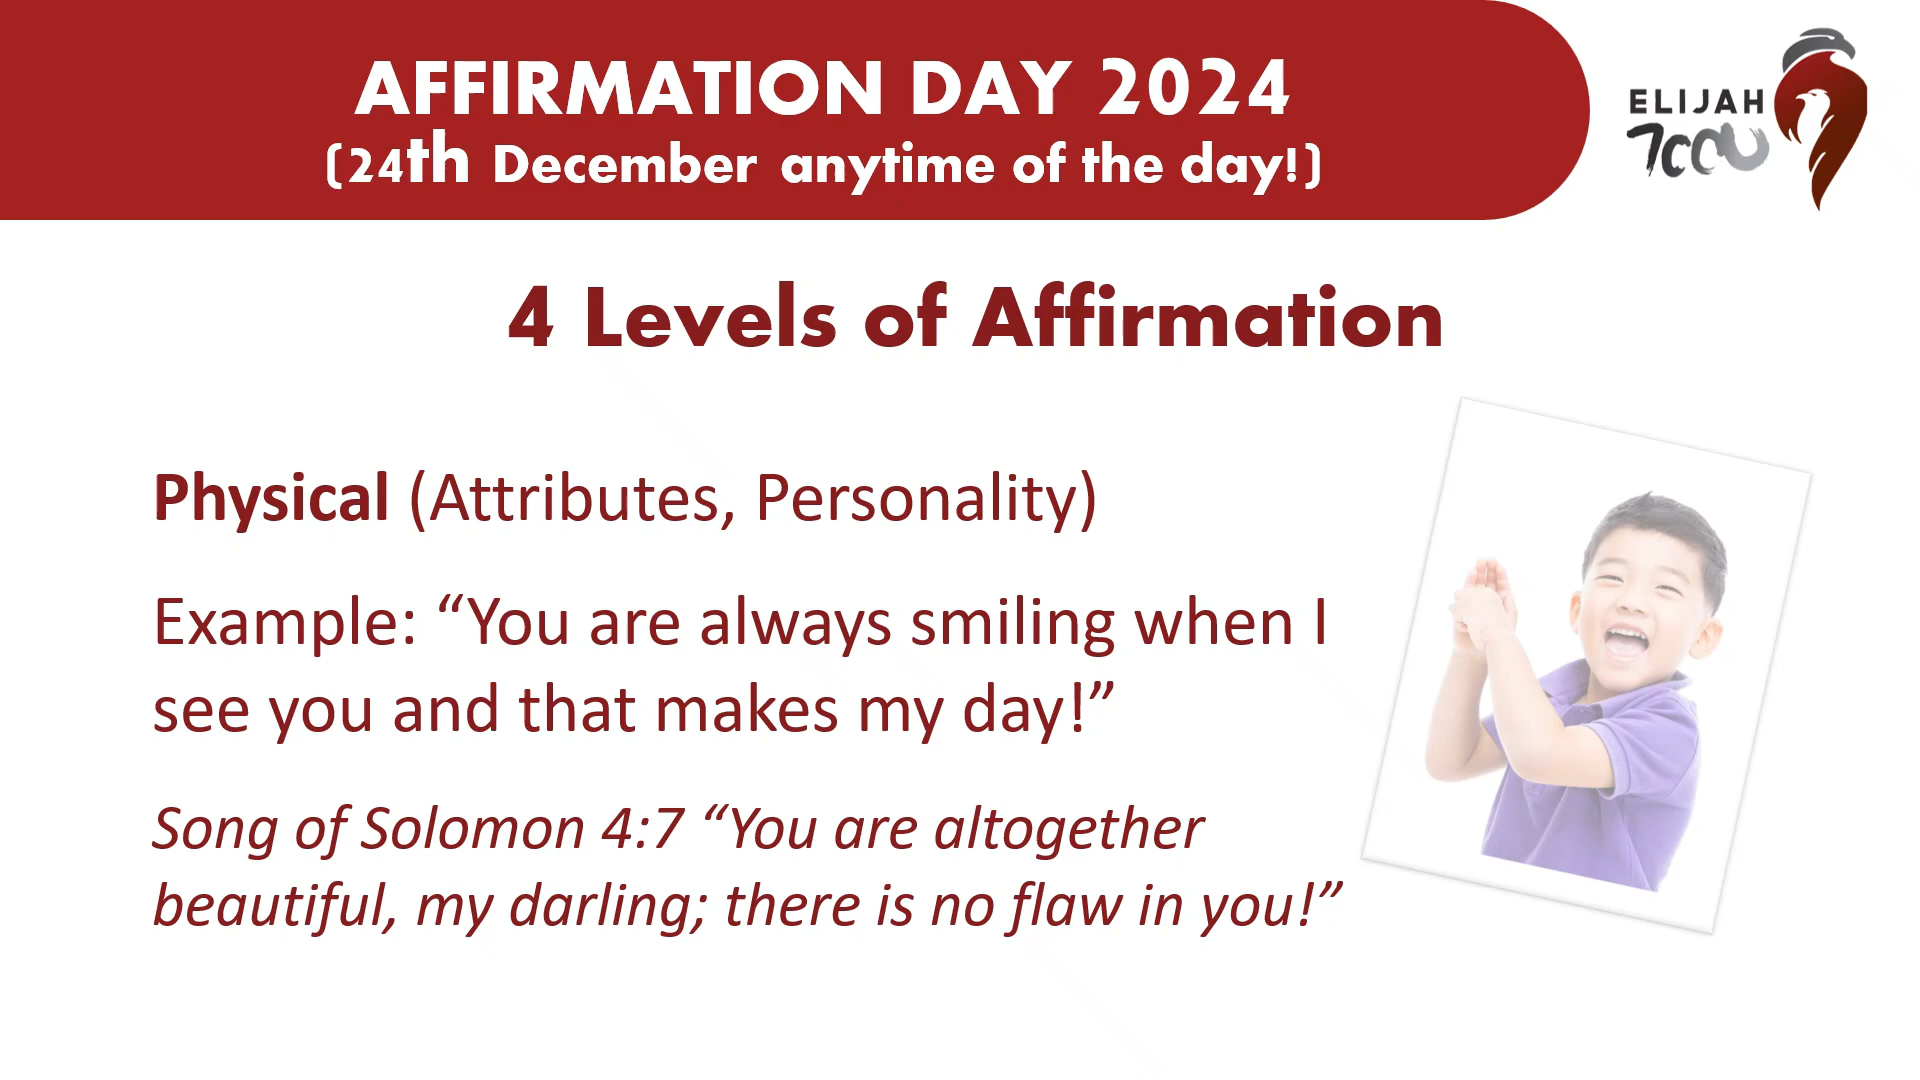 AFFIRMATION DAY 2024
(24th December anytime of the day!)
ELIJAH
7000
4 Levels of Affirmation
Physical (Attributes, Personality)
Example: “You are always smiling when I
see you and that makes my day!”
Song of Solomon 4:7 “You are altogether
beautiful, my darling; there is no flaw in you!”